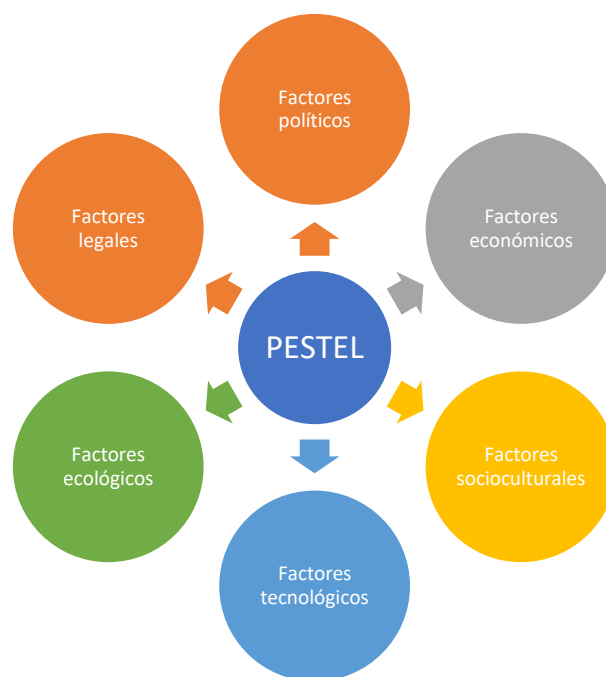 Factores
políticos
Factores
económicos
Factores
legales
PESTEL
Factores
socioculturales
Factores
ecológicos
Factores
tecnológicos